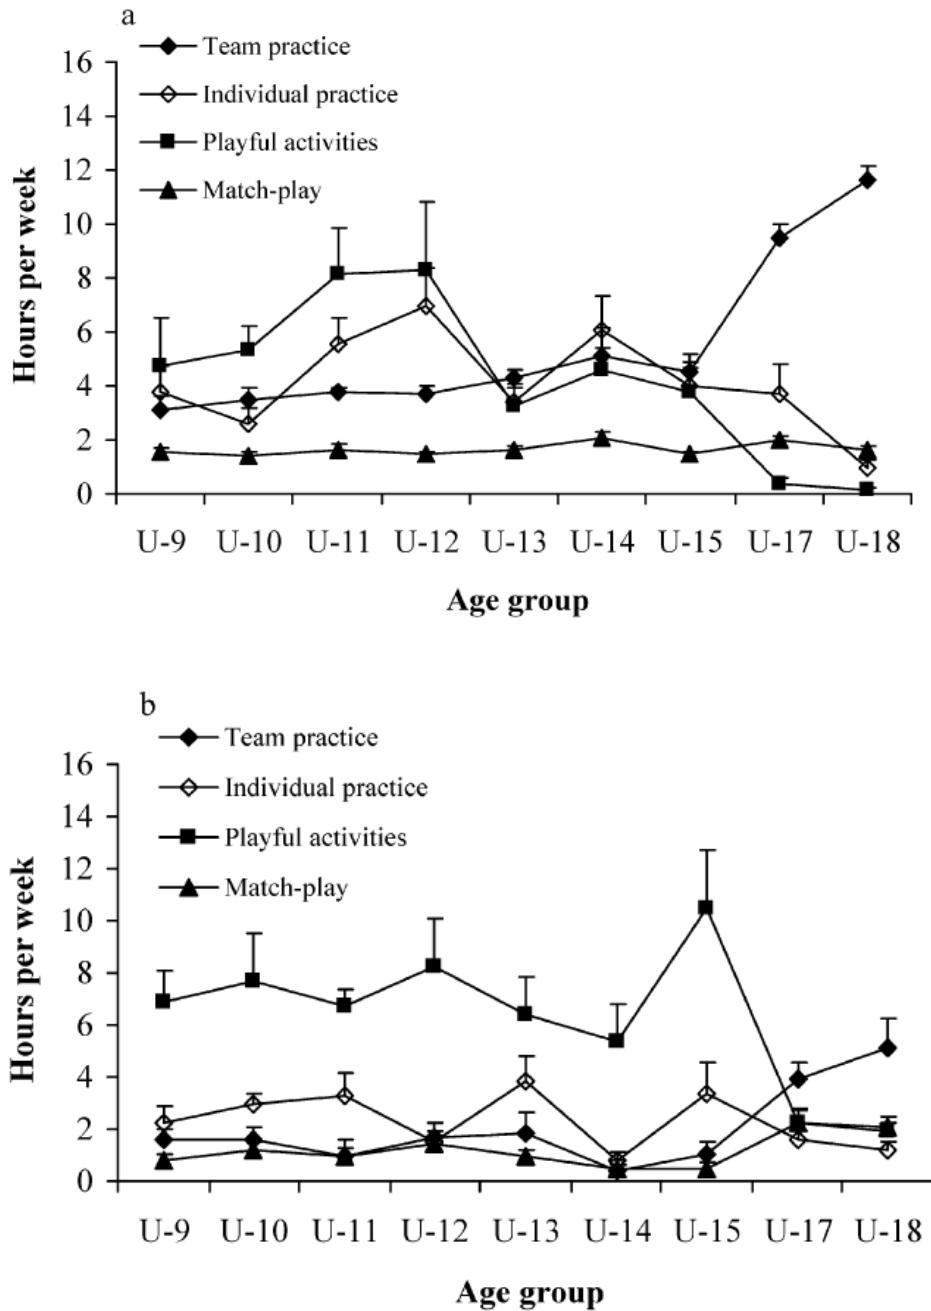 a
Team practice
Individual practice
Playful activities
Match-play
16
14
12
10
8
6
4
2
0
Hours per week
U-9 U-10 U-11 U-12 U-13 U-14 U-15 U-17 U-18
Age group
b
Team practice
Individual practice
Playful activities
Match-play
16
14
12
10
8
6
4
2
0
Hours per week
U-9 U-10 U-11 U-12 U-13 U-14 U-15 U-17 U-18
Age group